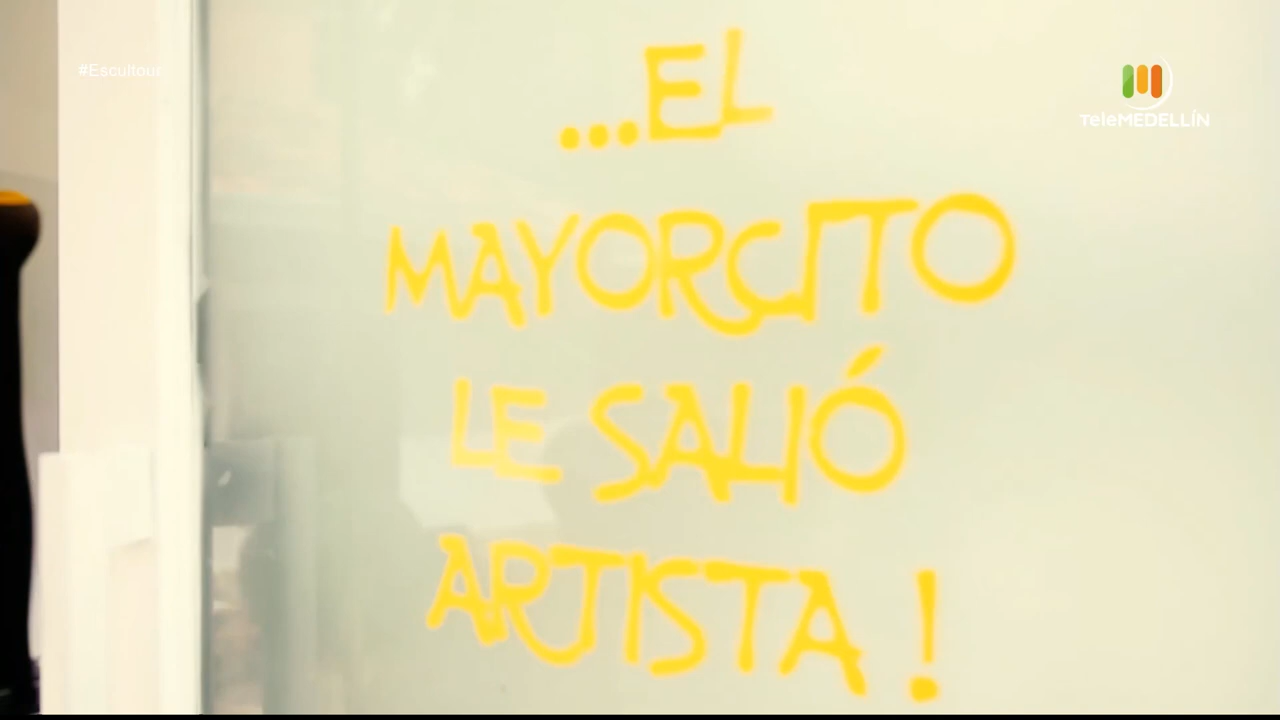 #Escultour
TeleMEDELLÍN
...EL
MAYORCITO
LE SALIÓ
ARTISTA!